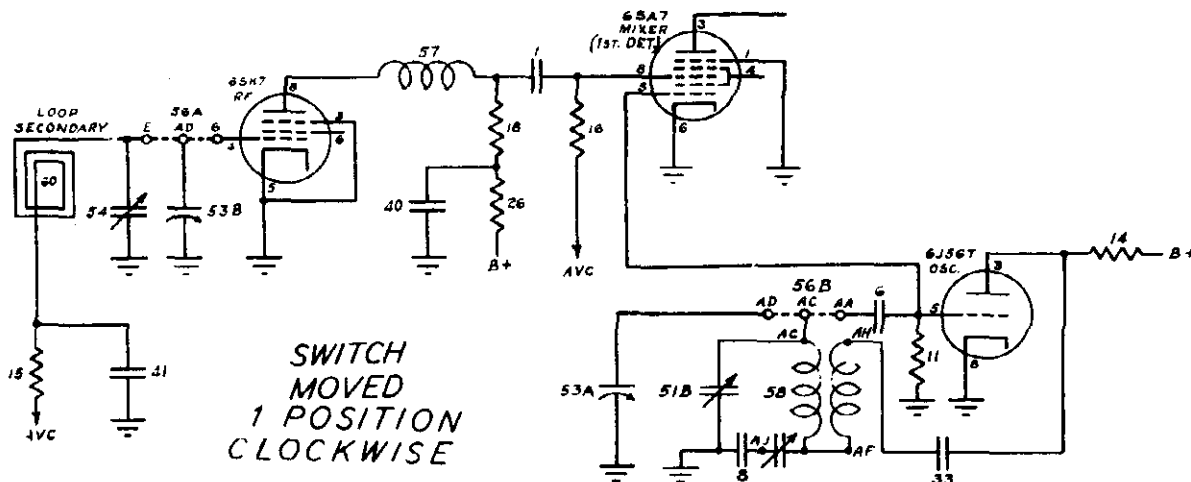 6SA7
MIXER
(1ST. DET)
3
1
8
4
5
6
57
1
6SK7
RF
8
3
6
4
5
LOOP
SECONDARY
56A
E AD G
60
54
53B
18
40
26
B+
18
AVC
14
B+
6J5GT
OSC.
3
5
8
56B
AD AC AA
6
AC AH
11
53A
51B
58
AJ
AF
8
33
15
41
AVC
SWITCH
MOVED
1 POSITION
CLOCKWISE